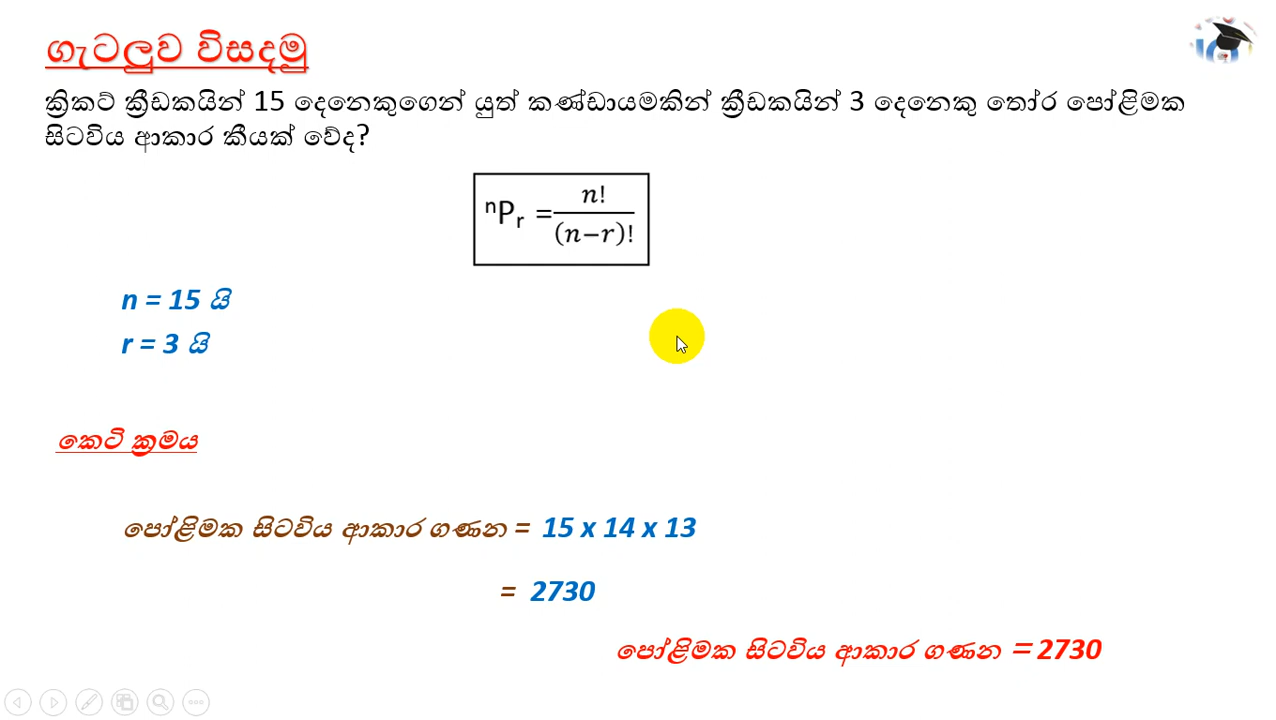 ගැටලුව විසදමු
ක්‍රිකට් ක්‍රීඩකයින් 15 දෙනෙකුගෙන් යුත් කණ්ඩායමකින් ක්‍රීඩකයින් 3 දෙනෙකු තෝර පෝළිමක
සිටවිය ආකාර කීයක් වේද?
ⁿPᵣ = n! / (n−r)!
n = 15 යි
r = 3 යි
කෙටි ක්‍රමය
පෝළිමක සිටවිය ආකාර ගණන = 15 x 14 x 13
= 2730
පෝළිමක සිටවිය ආකාර ගණන = 2730